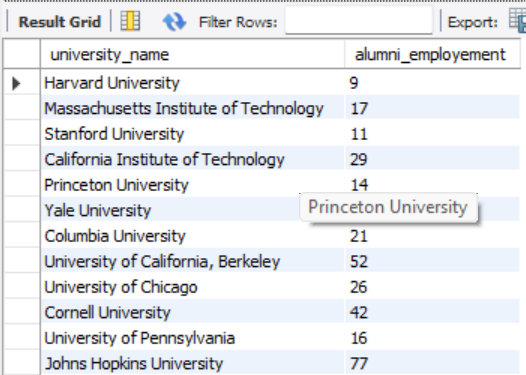 Result Grid Filter Rows: Export:
university_name alumni_employement
Harvard University 9
Massachusetts Institute of Technology 17
Stanford University 11
California Institute of Technology 29
Princeton University 14
Yale University
Princeton University
Columbia University 21
University of California, Berkeley 52
University of Chicago 26
Cornell University 42
University of Pennsylvania 16
Johns Hopkins University 77